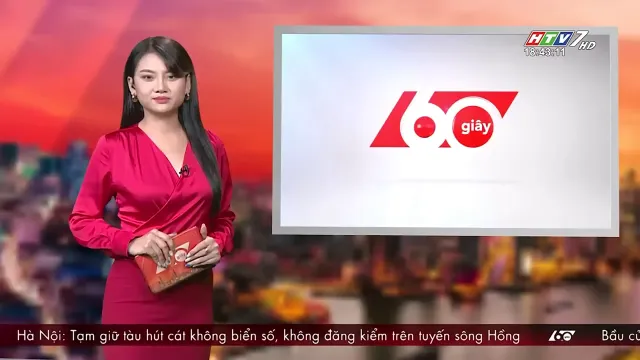 HTV7 HD
18:43:11
60 giây
Hà Nội: Tạm giữ tàu hút cát không biển số, không đăng kiểm trên tuyến sông Hồng 60 Bầu cử